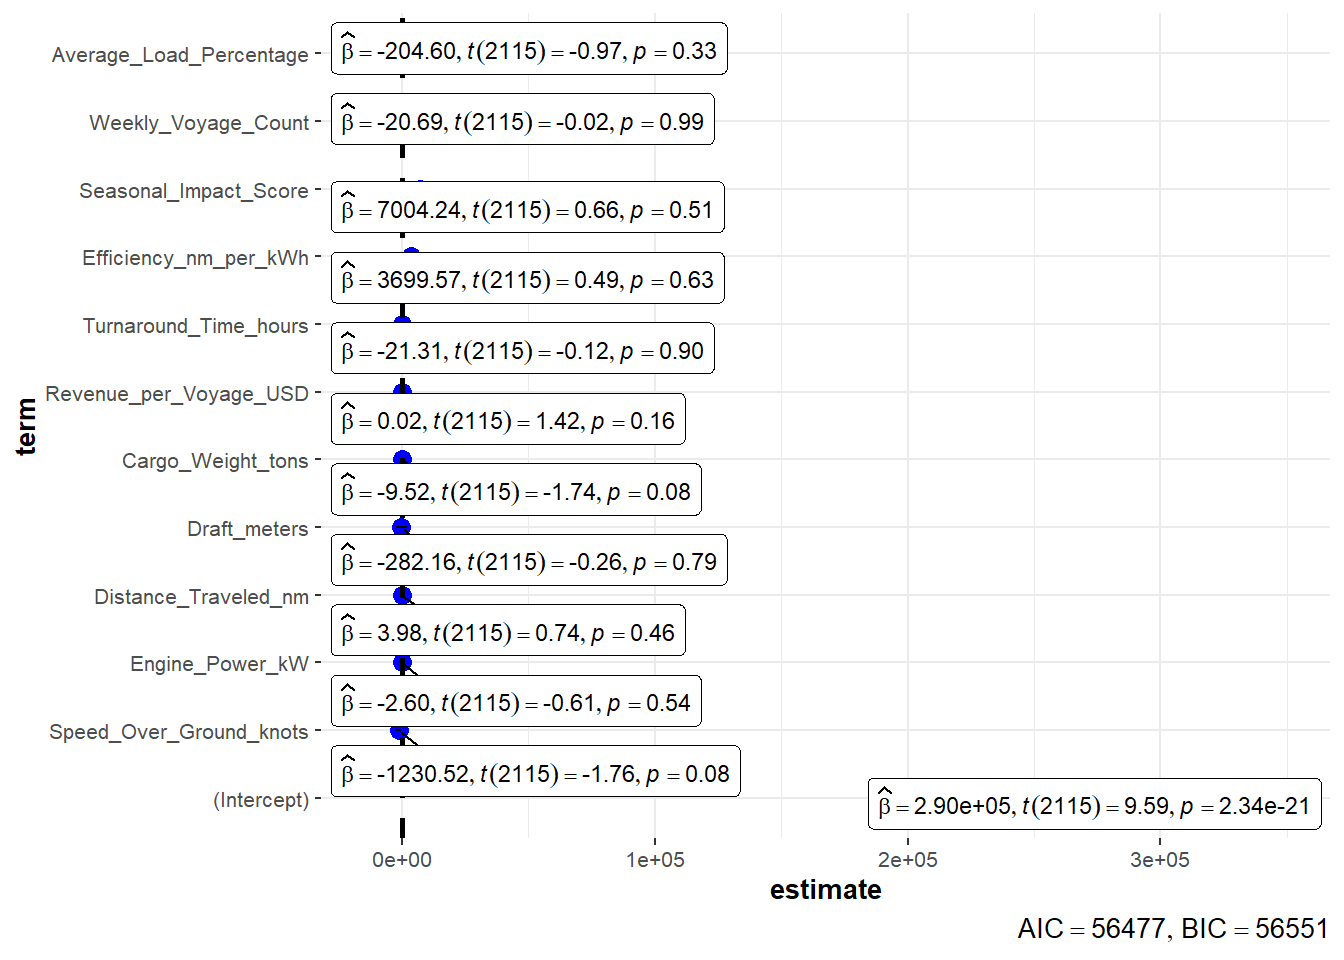 Average_Load_Percentage
β̂ = -204.60, t(2115) = -0.97, p = 0.33
Weekly_Voyage_Count
β̂ = -20.69, t(2115) = -0.02, p = 0.99
Seasonal_Impact_Score
β̂ = 7004.24, t(2115) = 0.66, p = 0.51
Efficiency_nm_per_kWh
β̂ = 3699.57, t(2115) = 0.49, p = 0.63
Turnaround_Time_hours
β̂ = -21.31, t(2115) = -0.12, p = 0.90
Revenue_per_Voyage_USD
β̂ = 0.02, t(2115) = 1.42, p = 0.16
Cargo_Weight_tons
β̂ = -9.52, t(2115) = -1.74, p = 0.08
Draft_meters
β̂ = -282.16, t(2115) = -0.26, p = 0.79
Distance_Traveled_nm
β̂ = 3.98, t(2115) = 0.74, p = 0.46
Engine_Power_kW
β̂ = -2.60, t(2115) = -0.61, p = 0.54
Speed_Over_Ground_knots
β̂ = -1230.52, t(2115) = -1.76, p = 0.08
(Intercept)
β̂ = 2.90e+05, t(2115) = 9.59, p = 2.34e-21
term
0e+00 1e+05 2e+05 3e+05
estimate
AIC = 56477, BIC = 56551